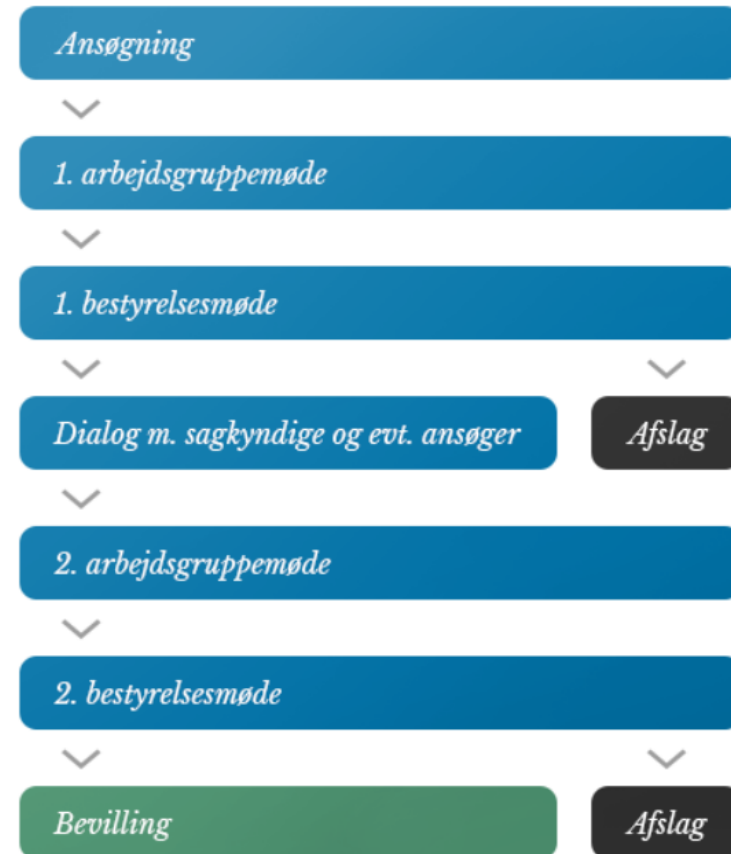 Ansøgning
1. arbejdsgruppemøde
1. bestyrelsesmøde
Dialog m. sagkyndige og evt. ansøger
Afslag
2. arbejdsgruppemøde
2. bestyrelsesmøde
Bevilling
Afslag